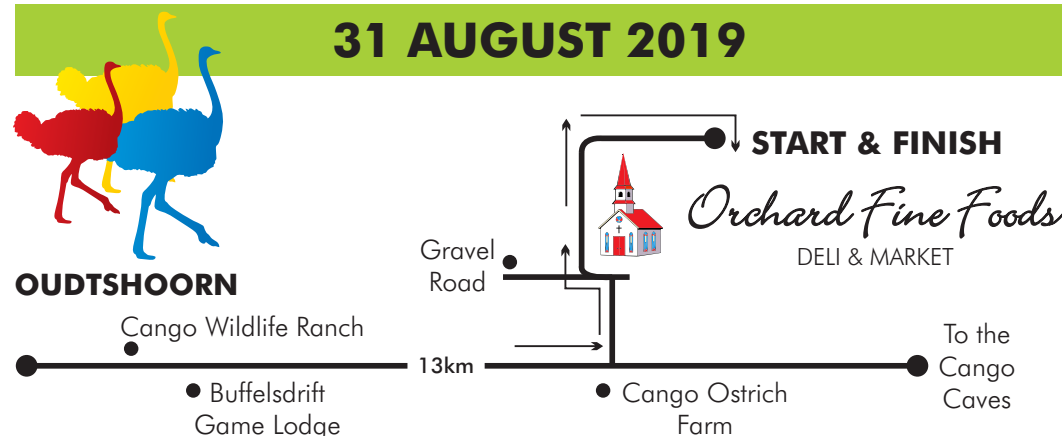 31 AUGUST 2019
START & FINISH
Orchard Fine Foods
DELI & MARKET
Gravel
Road
OUDTSHOORN
Cango Wildlife Ranch
13km
To the
Cango
Caves
Buffelsdrift
Game Lodge
Cango Ostrich
Farm